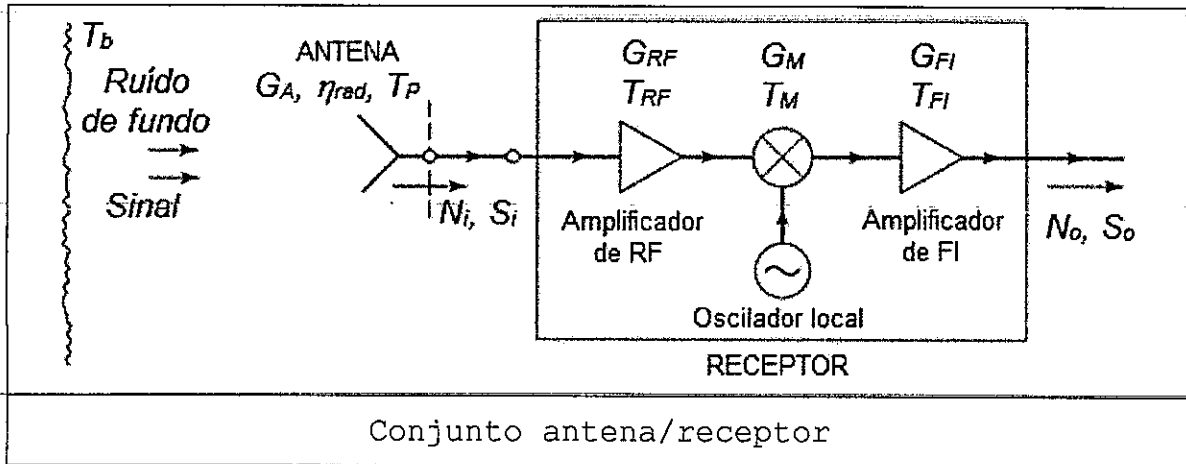 T_b
Ruído
de fundo
Sinal
ANTENA
G_A, η_rad, T_P
N_i, S_i
G_RF
T_RF
Amplificador
de RF
G_M
T_M
Oscilador local
G_FI
T_FI
Amplificador
de FI
N_o, S_o
RECEPTOR
Conjunto antena/receptor